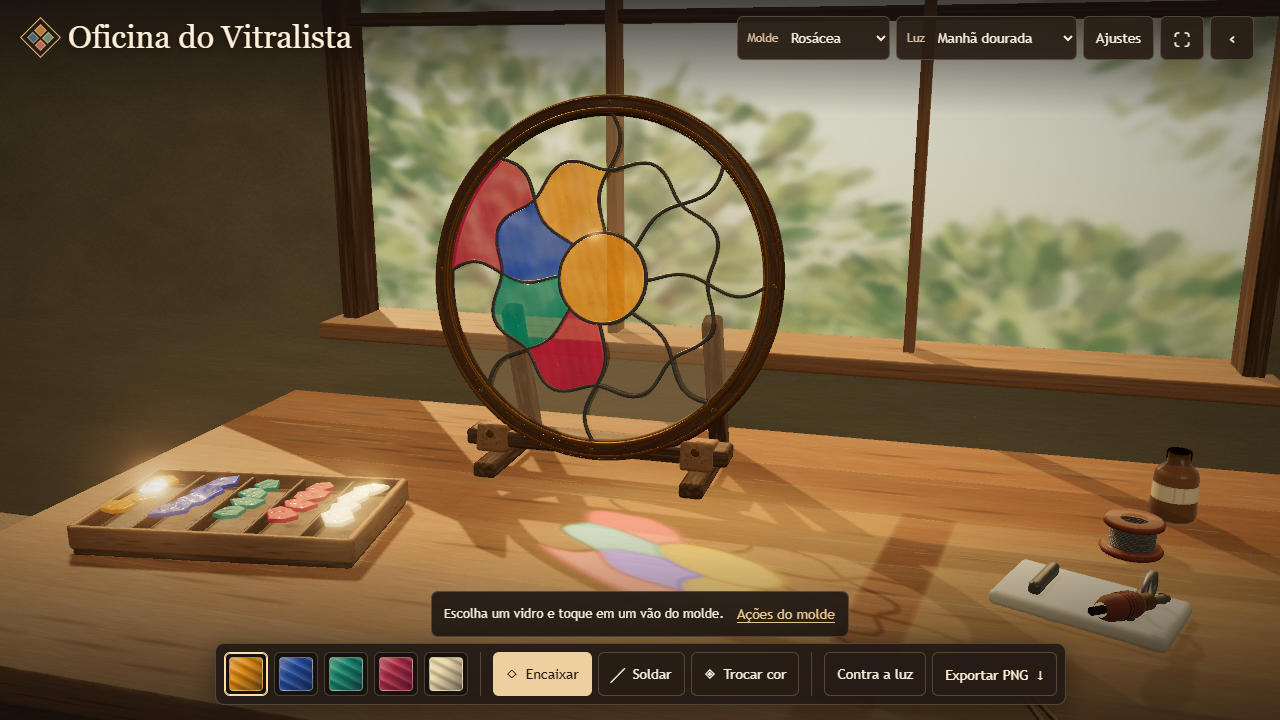 Oficina do Vitralista
Molde Rosácea
Luz Manhã dourada
Ajustes
Escolha um vidro e toque em um vão do molde. Ações do molde
Encaixar
Soldar
Trocar cor
Contra a luz
Exportar PNG ↓